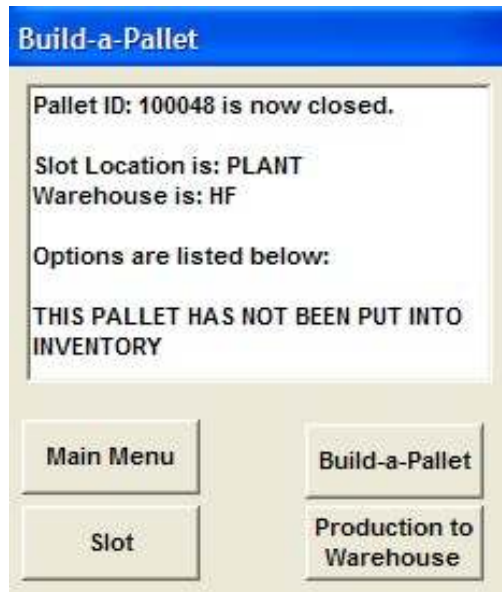 Build-a-Pallet
Pallet ID: 100048 is now closed.
Slot Location is: PLANT
Warehouse is: HF
Options are listed below:
THIS PALLET HAS NOT BEEN PUT INTO
INVENTORY
Main Menu
Build-a-Pallet
Slot
Production to
Warehouse